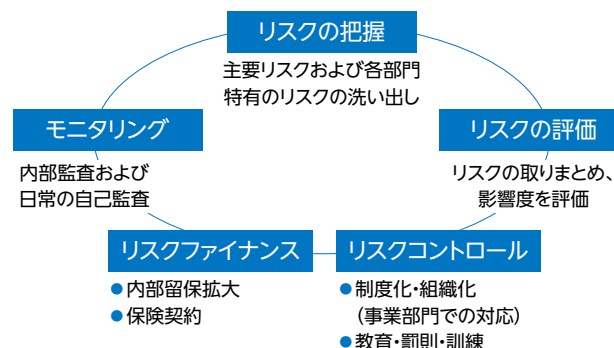 リスクの把握
主要リスクおよび各部門
特有のリスクの洗い出し
モニタリング
内部監査および
日常の自己監査
リスクの評価
リスクの取りまとめ、
影響度を評価
リスクファイナンス
●内部留保拡大
●保険契約
リスクコントロール
●制度化・組織化
（事業部門での対応）
●教育・罰則・訓練